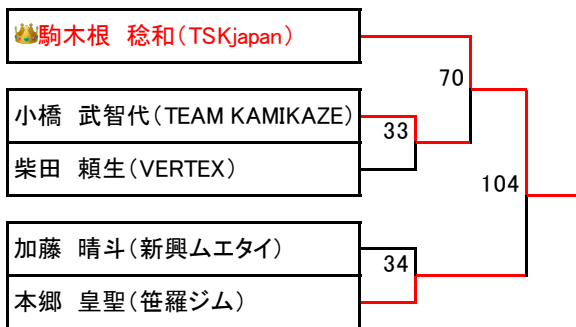 👑駒木根 稔和(TSKjapan)
70
小橋 武智代(TEAM KAMIKAZE)
33
柴田 頼生(VERTEX)
104
加藤 晴斗(新興ムエタイ)
34
本郷 皇聖(笹羅ジム)